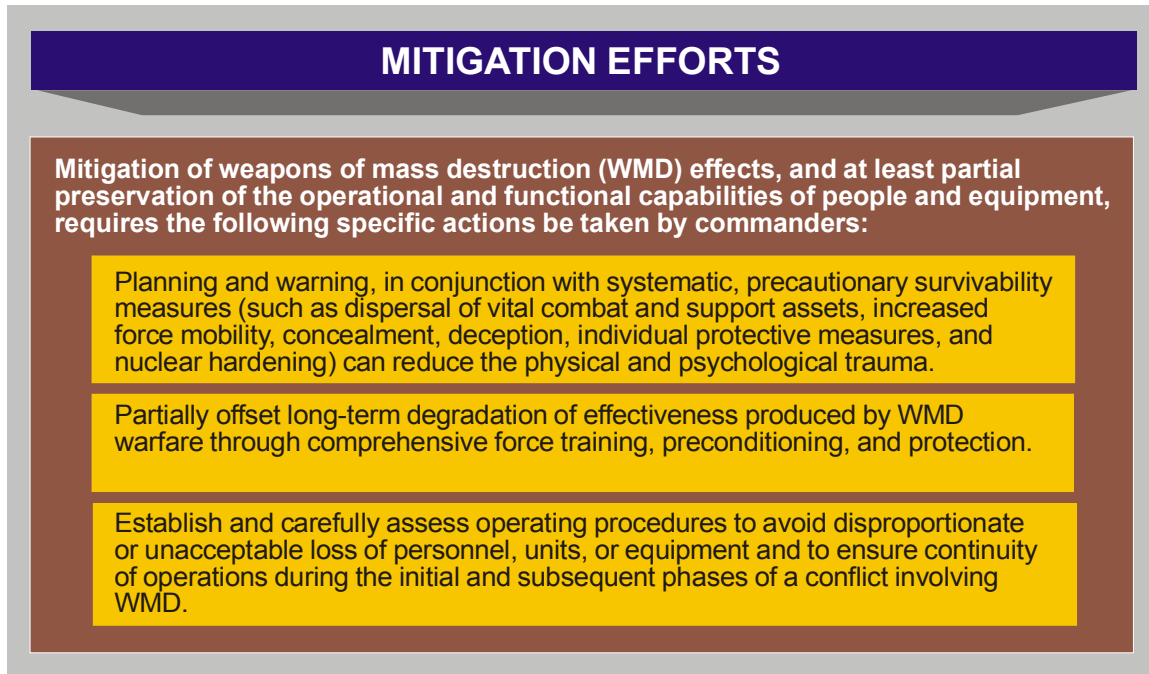 MITIGATION EFFORTS
Mitigation of weapons of mass destruction (WMD) effects, and at least partial
preservation of the operational and functional capabilities of people and equipment,
requires the following specific actions be taken by commanders:
Planning and warning, in conjunction with systematic, precautionary survivability
measures (such as dispersal of vital combat and support assets, increased
force mobility, concealment, deception, individual protective measures, and
nuclear hardening) can reduce the physical and psychological trauma.
Partially offset long-term degradation of effectiveness produced by WMD
warfare through comprehensive force training, preconditioning, and protection.
Establish and carefully assess operating procedures to avoid disproportionate
or unacceptable loss of personnel, units, or equipment and to ensure continuity
of operations during the initial and subsequent phases of a conflict involving
WMD.